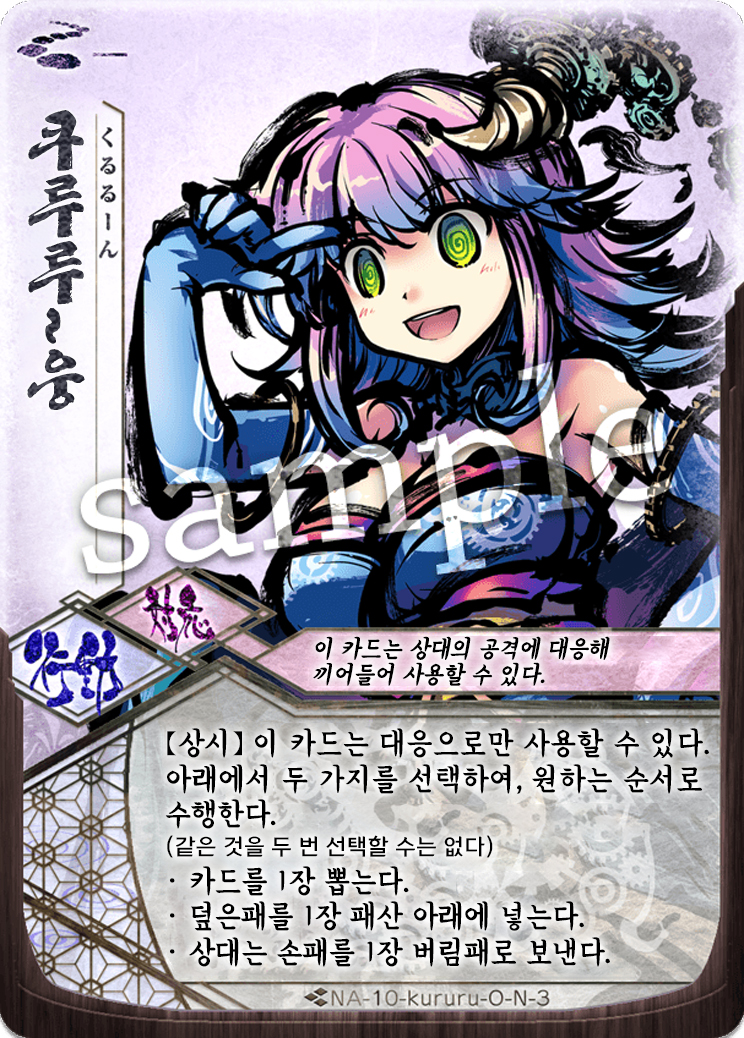 쿠루루~웅
くるるーん
sample
対応
行動
이 카드는 상대의 공격에 대응해
끼어들어 사용할 수 있다.
【상시】이 카드는 대응으로만 사용할 수 있다.
아래에서 두 가지를 선택하여, 원하는 순서로
수행한다.
(같은 것을 두 번 선택할 수는 없다)
· 카드를 1장 뽑는다.
· 덮은패를 1장 패산 아래에 넣는다.
· 상대는 손패를 1장 버림패로 보낸다.
NA-10-kururu-O-N-3